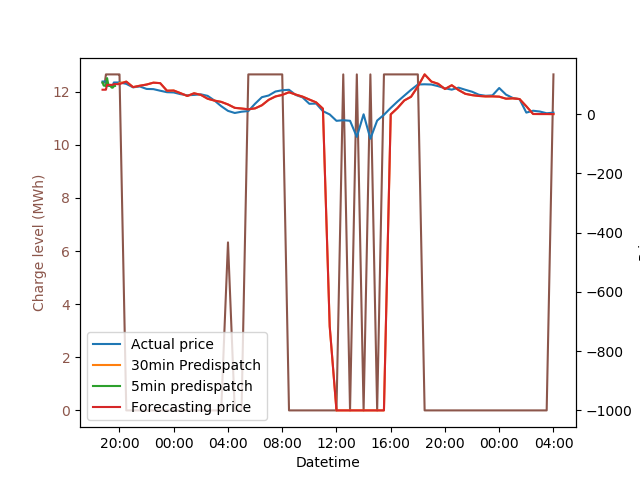 12
10
8
6
4
2
0
Charge level (MWh)
0
−200
−400
−600
−800
−1000
Actual price
30min Predispatch
5min predispatch
Forecasting price
20:00 00:00 04:00 08:00 12:00 16:00 20:00 00:00 04:00
Datetime